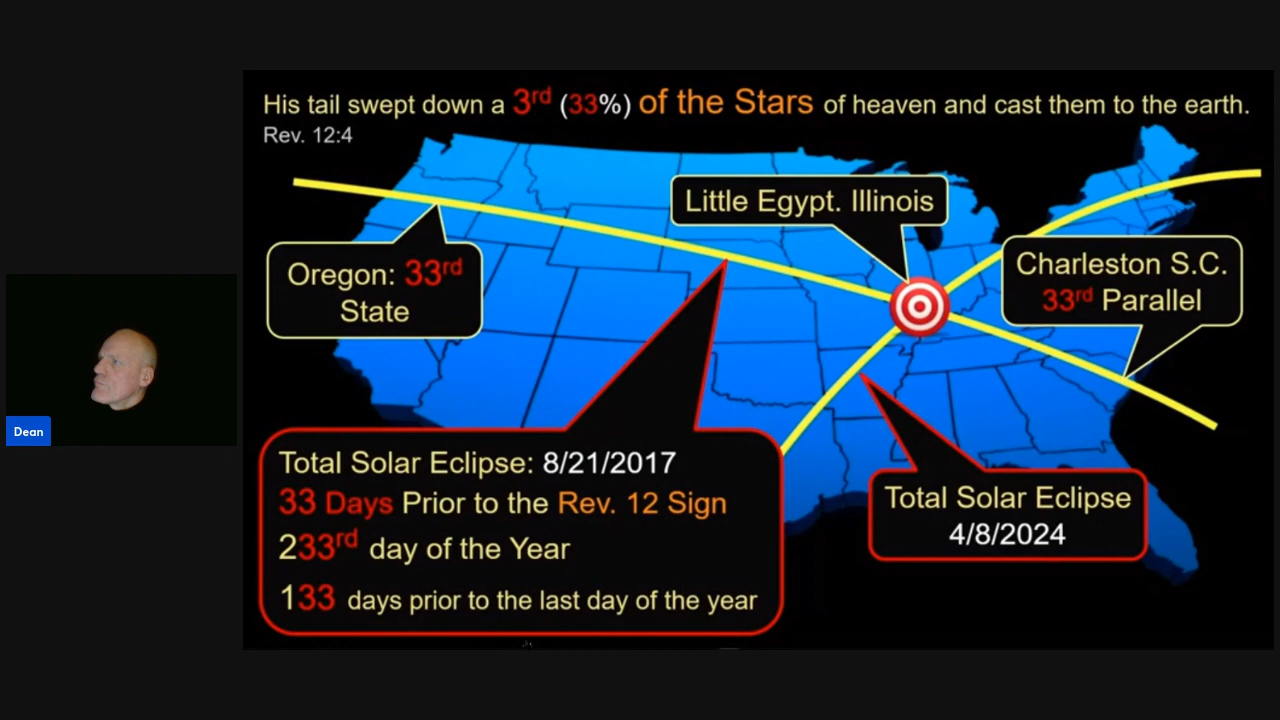 His tail swept down a 3rd (33%) of the Stars of heaven and cast them to the earth.
Rev. 12:4
Little Egypt. Illinois
Oregon: 33rd
State
Charleston S.C.
33rd Parallel
Total Solar Eclipse: 8/21/2017
33 Days Prior to the Rev. 12 Sign
233rd day of the Year
133 days prior to the last day of the year
Total Solar Eclipse
4/8/2024
Dean